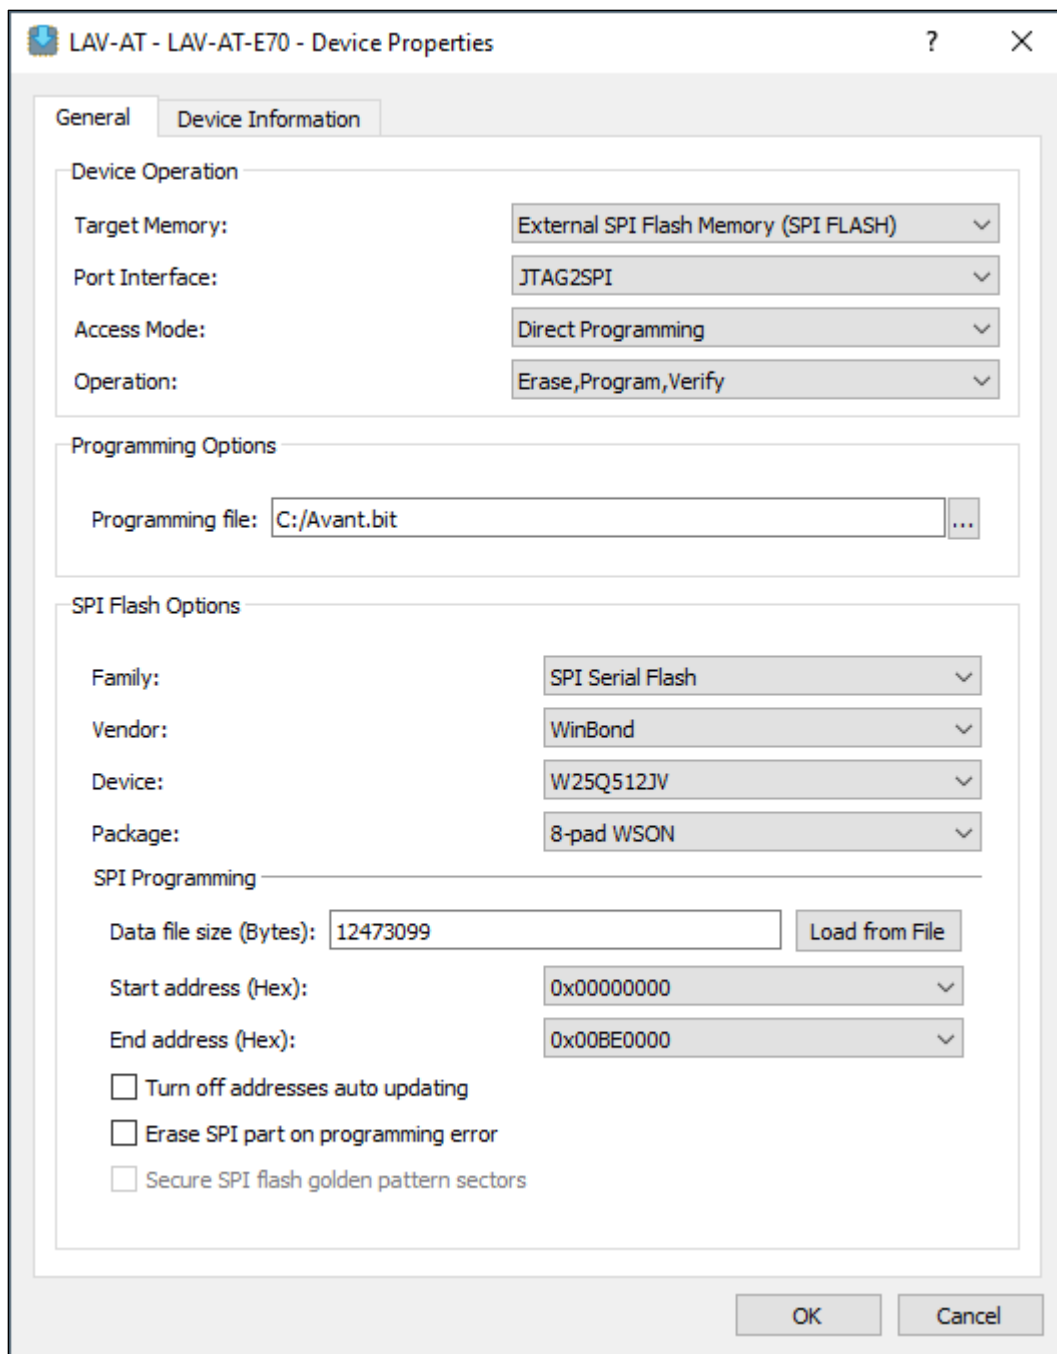 LAV-AT - LAV-AT-E70 - Device Properties ?
General Device Information
Device Operation
Target Memory: External SPI Flash Memory (SPI FLASH)
Port Interface: JTAG2SPI
Access Mode: Direct Programming
Operation: Erase,Program,Verify
Programming Options
Programming file: C:/Avant.bit ...
SPI Flash Options
Family: SPI Serial Flash
Vendor: WinBond
Device: W25Q512JV
Package: 8-pad WSON
SPI Programming
Data file size (Bytes): 12473099 Load from File
Start address (Hex): 0x00000000
End address (Hex): 0x00BE0000
Turn off addresses auto updating
Erase SPI part on programming error
Secure SPI flash golden pattern sectors
OK Cancel